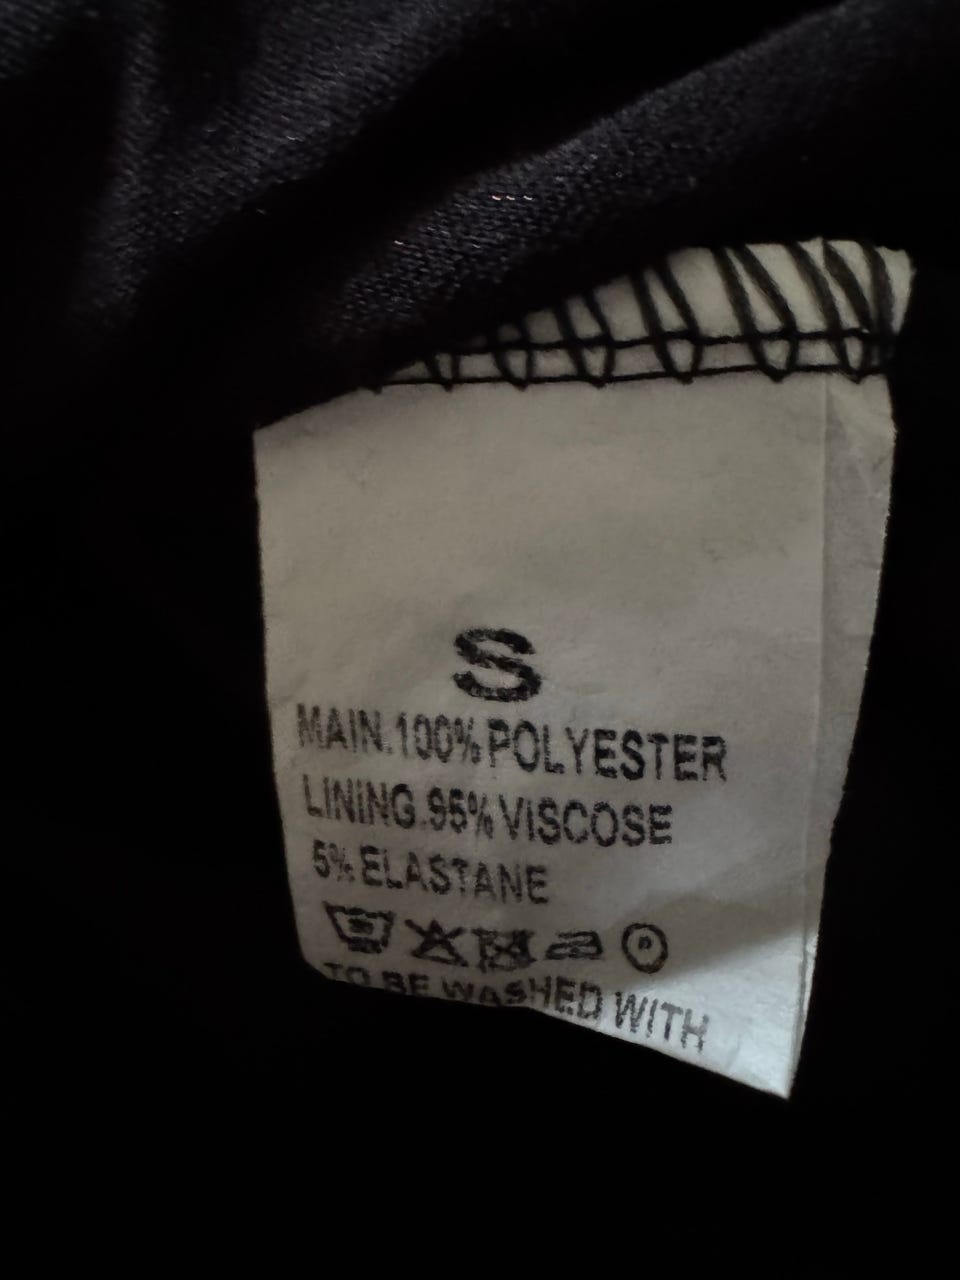 S
MAIN.100% POLYESTER
LINING.95% VISCOSE
5% ELASTANE
TO BE WASHED WITH